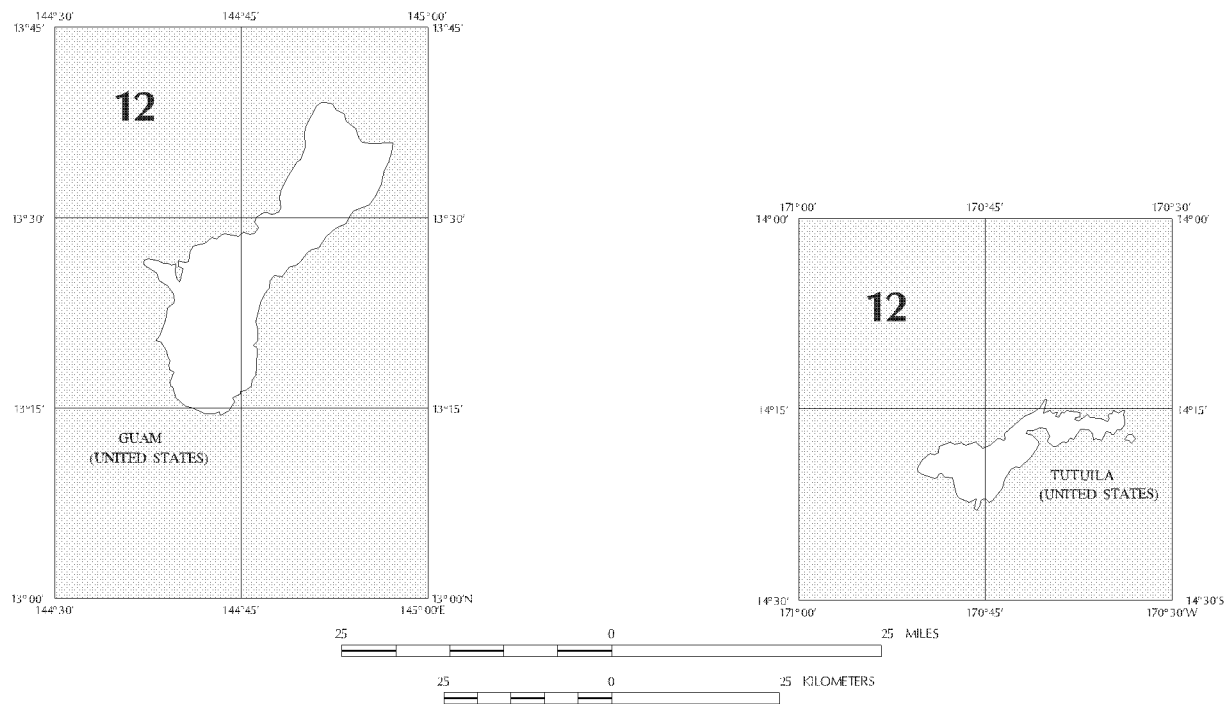 144°30' 144°45' 145°00'
13°45' 13°45'
12
13°30' 13°30'
13°15' 13°15'
GUAM
(UNITED STATES)
13°00' 13°00'N
144°30' 144°45' 145°00'E
171°00' 170°45' 170°30'
14°00' 14°00'
12
14°15' 14°15'
TUTUILA
(UNITED STATES)
14°30' 14°30'S
171°00' 170°45' 170°30'W
25 0 25 MILES
25 0 25 KILOMETERS